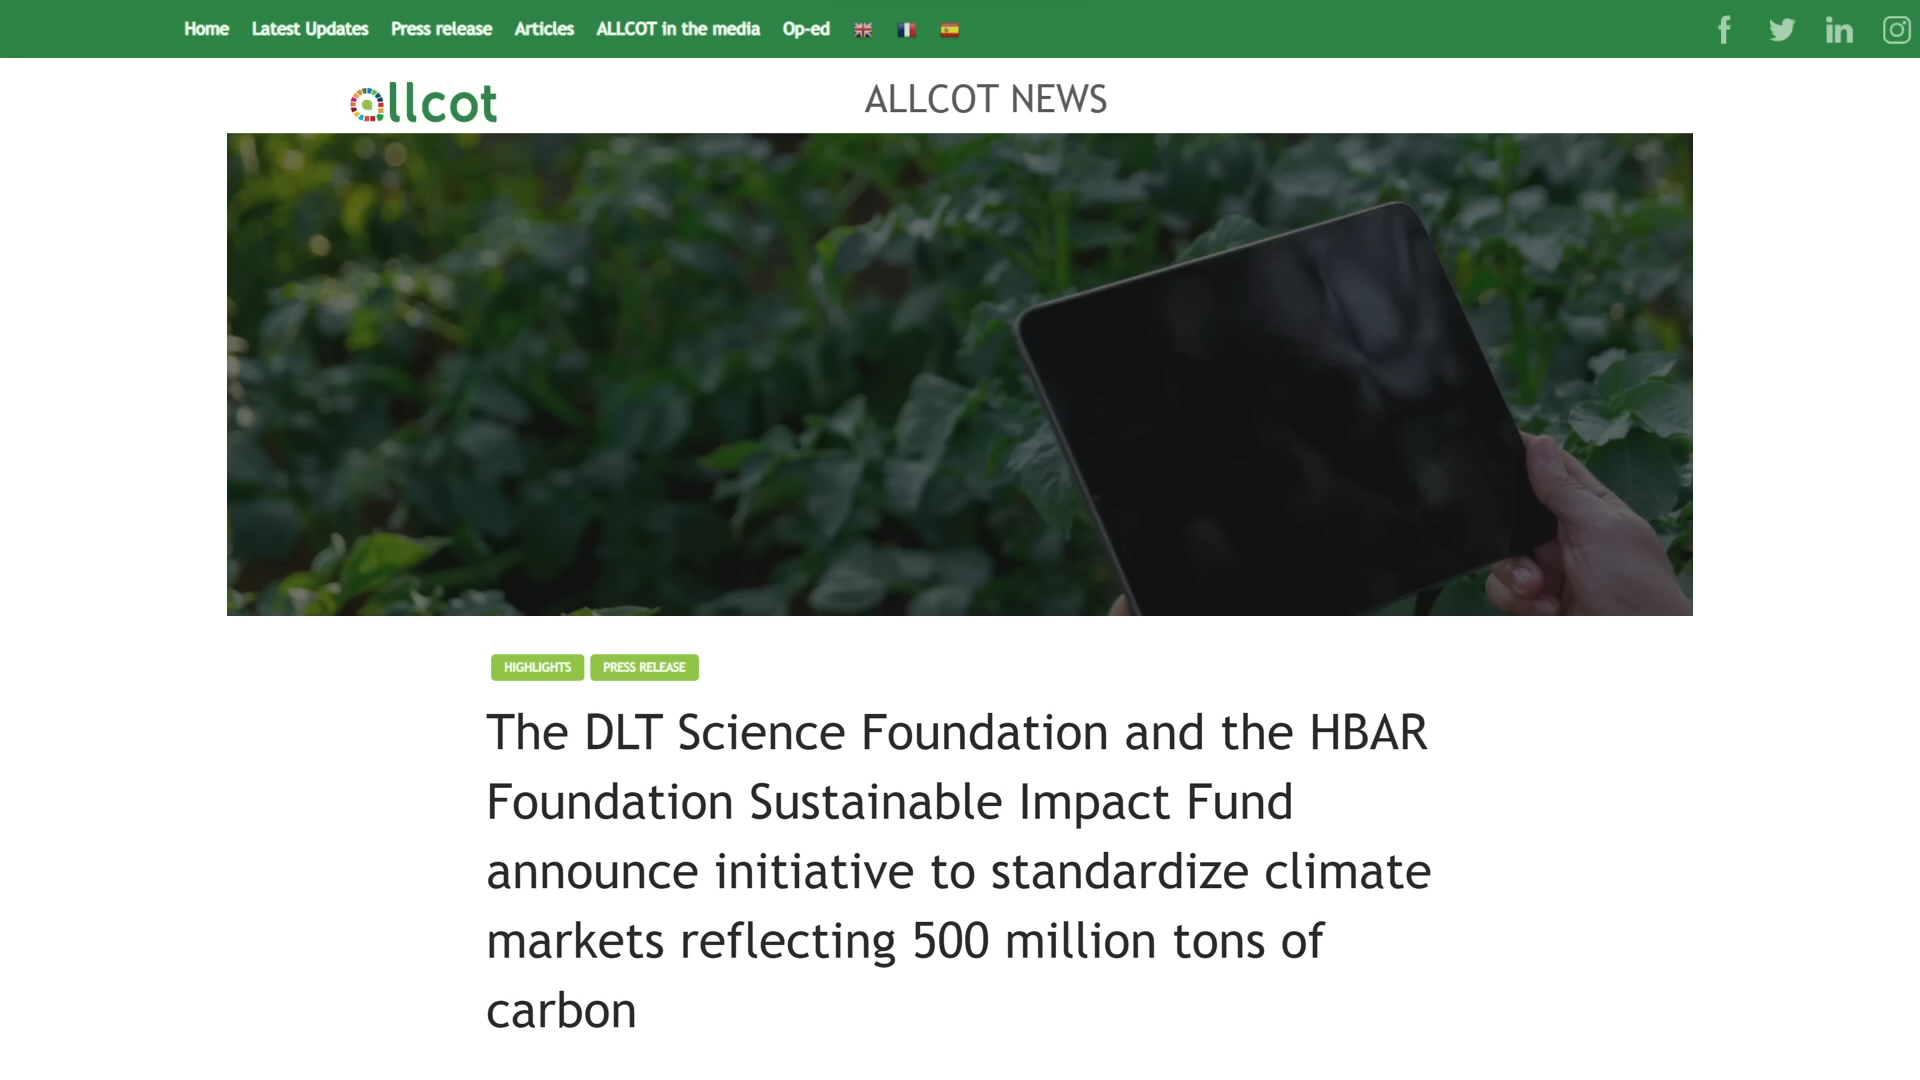 Home Latest Updates Press release Articles ALLCOT in the media Op-ed
allcot
ALLCOT NEWS
HIGHLIGHTS PRESS RELEASE
The DLT Science Foundation and the HBAR
Foundation Sustainable Impact Fund
announce initiative to standardize climate
markets reflecting 500 million tons of
carbon